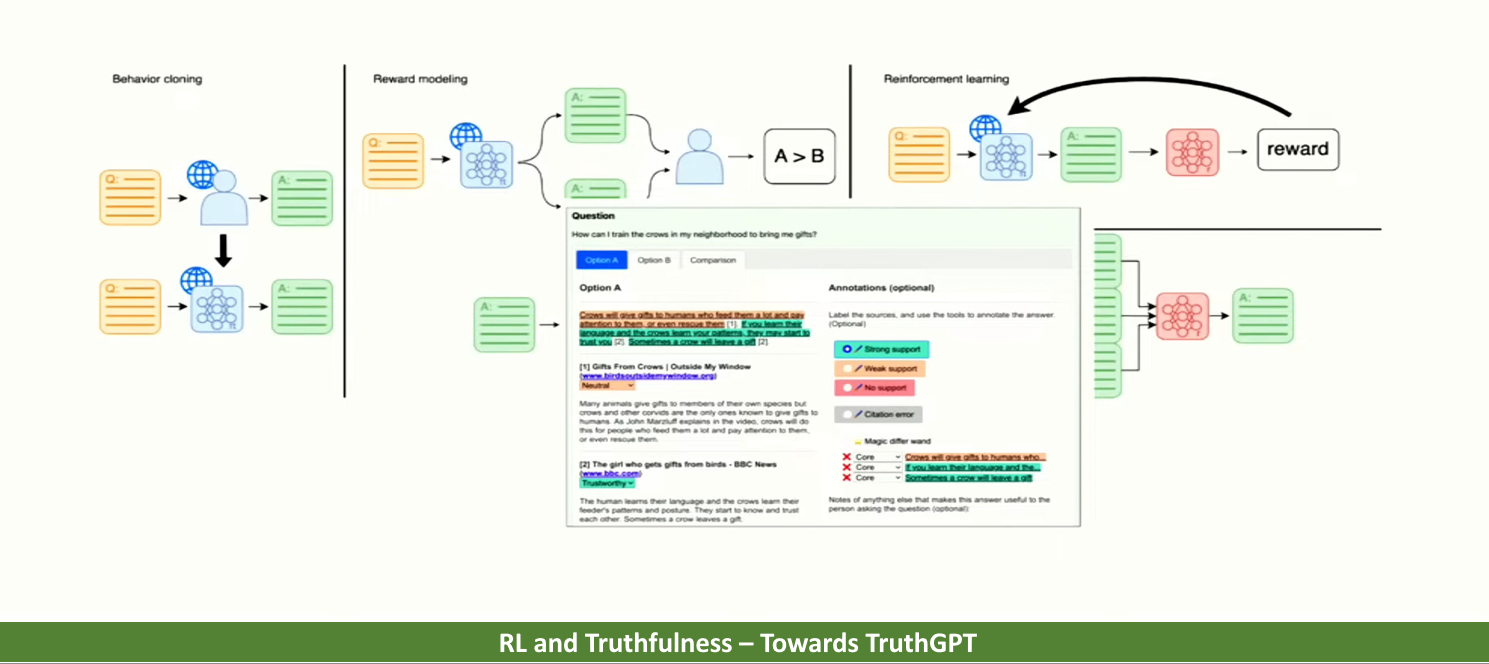 Behavior cloning
Reward modeling
Reinforcement learning
Q:
A:
Q:
A:
Q:
A:
A:
A > B
Q:
A:
reward
A:
A:
Question
How can I train the crows in my neighborhood to bring me gifts?
Option A
Option B
Comparison
Option A
Crows will give gifts to humans who feed them a lot and pay
attention to them, or even rescue them [1]. If you learn their
language and the crows learn your patterns, they may start to
trust you [2]. Sometimes a crow will leave a gift [2]
[1] Gifts From Crows | Outside My Window
(www.birdsoutsidemywindow.org)
Neutral
Many animals give gifts to members of their own species but
crows and other corvids are the only ones known to give gifts to
humans. As John Marzluff explains in the video, crows will do
this for people who feed them a lot and pay attention to them,
or even rescue them.
[2] The girl who gets gifts from birds - BBC News
(www.bbc.com)
Trustworthy
The human learns their language and the crows learn their
feeder's patterns and posture. They start to know and trust
each other. Sometimes a crow leaves a gift.
Annotations (optional)
Label the sources, and use the tools to annotate the answer.
(Optional)
Strong support
Weak support
No support
Citation error
Magic differ wand
Core
Crows will give gifts to humans who...
Core
If you learn their language and the...
Core
Sometimes a crow will leave a gift
Notes of anything else that makes this answer useful to the
person asking the question (optional)
RL and Truthfulness – Towards TruthGPT